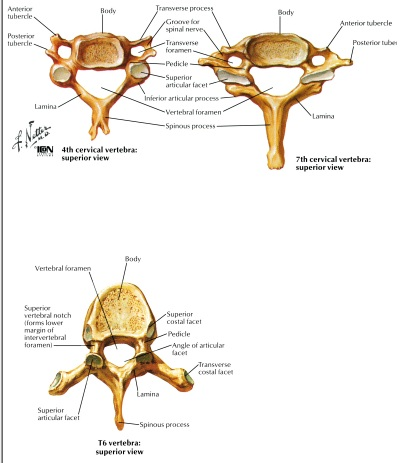 Anterior
tubercle
Body
Transverse process
Groove for
spinal nerve
Body
Anterior tubercle
Posterior
tubercle
Transverse
foramen
Posterior tube
Pedicle
Superior
articular facet
Inferior articular process
Lamina
Vertebral foramen
Lamina
Spinous process
F. Netter
M.D.
ICON
4th cervical vertebra:
superior view
7th cervical vertebra:
superior view
Body
Vertebral foramen
Superior
vertebral notch
(forms lower
margin of
intervertebral
foramen)
Superior
costal facet
Pedicle
Angle of articular
facet
Transverse
costal facet
Lamina
Superior
articular facet
Spinous process
T6 vertebra:
superior view